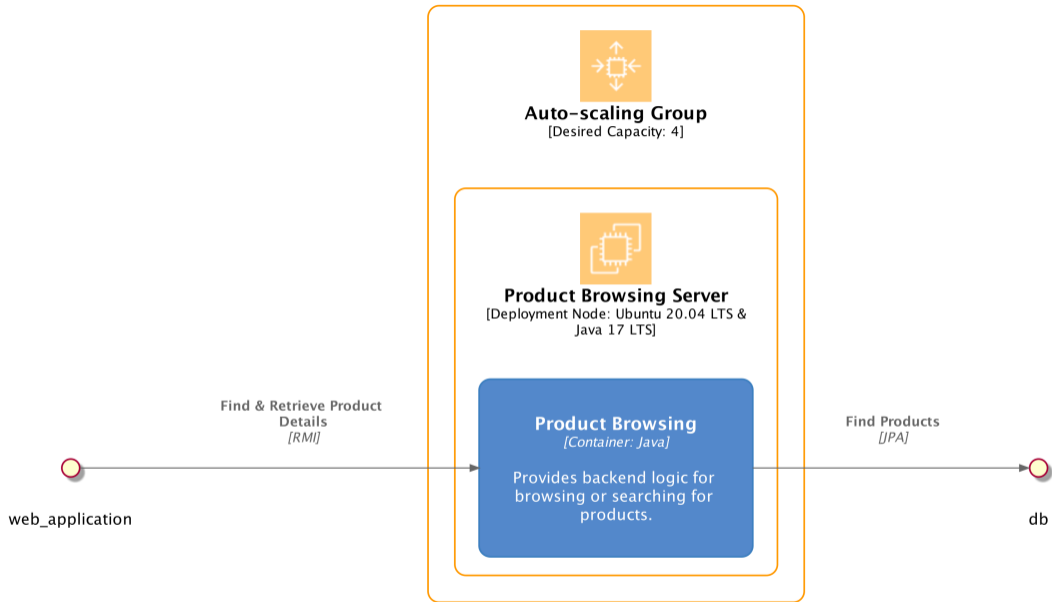 Auto-scaling Group
[Desired Capacity: 4]
Product Browsing Server
[Deployment Node: Ubuntu 20.04 LTS &
Java 17 LTS]
Find & Retrieve Product
Details
[RMI]
Product Browsing
[Container: Java]
Provides backend logic for
browsing or searching for
products.
Find Products
[JPA]
web_application
db